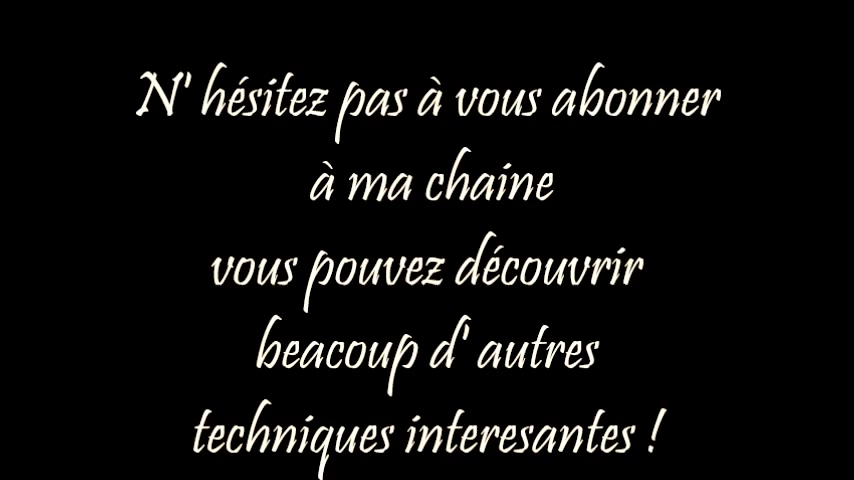 N' hésitez pas à vous abonner
à ma chaine
vous pouvez découvrir
beacoup d' autres
techniques interesantes !